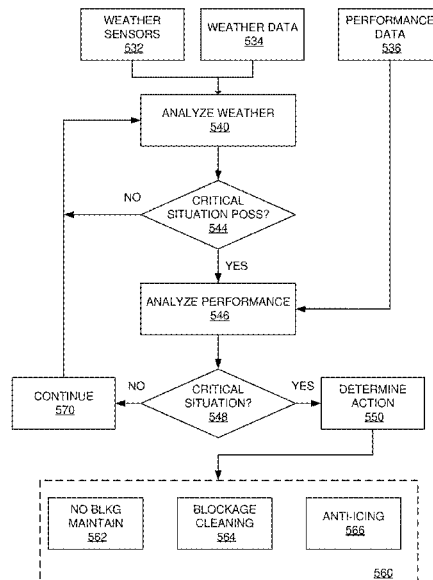 WEATHER
SENSORS
532
WEATHER DATA
534
PERFORMANCE
DATA
536
ANALYZE WEATHER
540
NO
CRITICAL
SITUATION POSS?
544
YES
ANALYZE PERFORMANCE
546
CONTINUE
570
NO
CRITICAL
SITUATION?
548
YES
DETERMINE
ACTION
550
NO BLKG
MAINTAIN
562
BLOCKAGE
CLEANING
564
ANTI-ICING
566
560